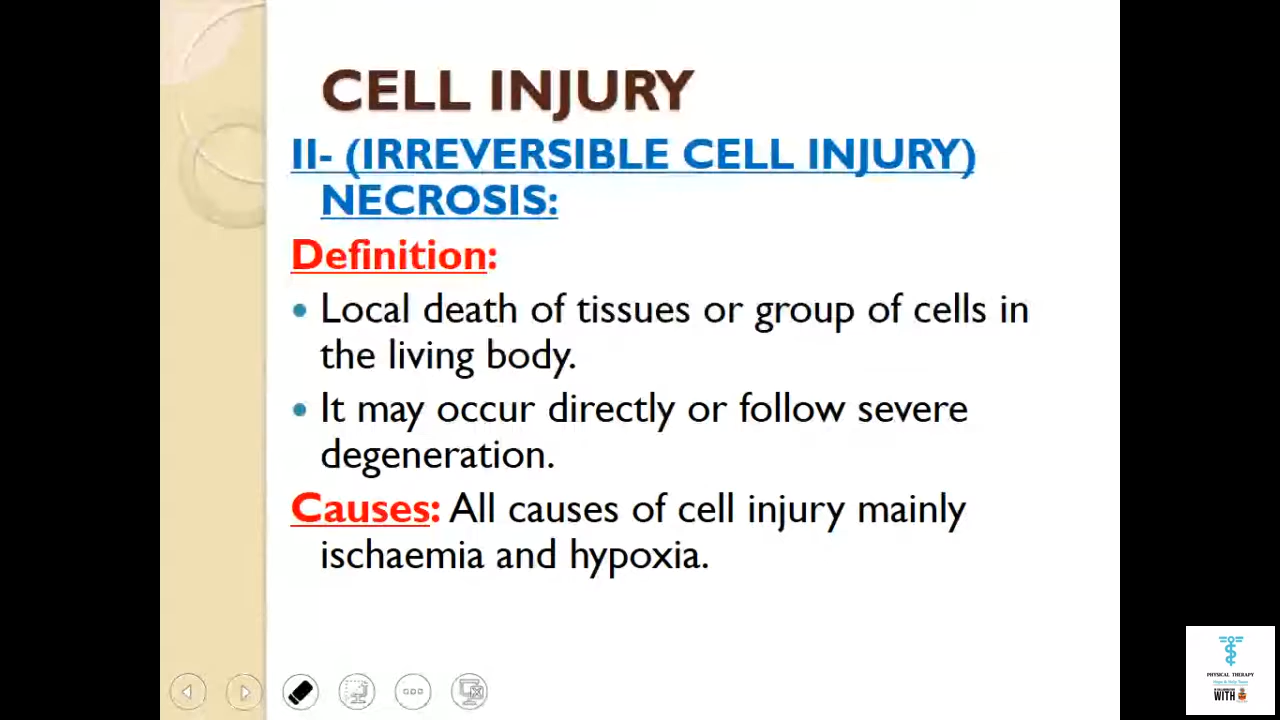 CELL INJURY
II- (IRREVERSIBLE CELL INJURY)
NECROSIS:
Definition:
• Local death of tissues or group of cells in
the living body.
• It may occur directly or follow severe
degeneration.
Causes: All causes of cell injury mainly
ischaemia and hypoxia.
PHYSICAL THERAPY
WITH